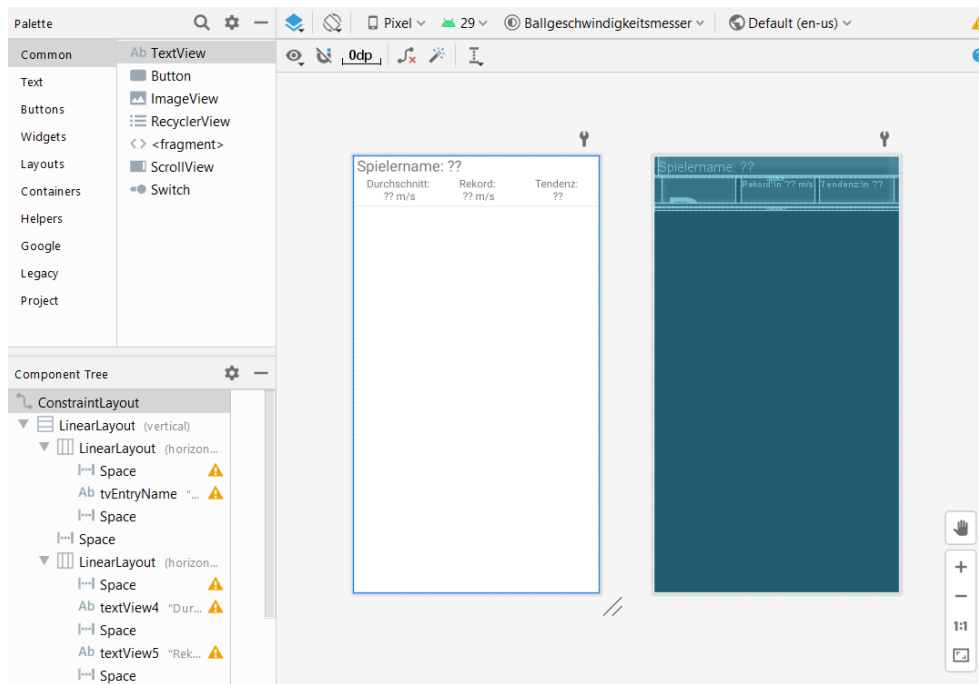 Palette
Common
Text
Buttons
Widgets
Layouts
Containers
Helpers
Google
Legacy
Project
Ab TextView
Button
ImageView
RecyclerView
<> <fragment>
ScrollView
Switch
Component Tree
ConstraintLayout
LinearLayout (vertical)
LinearLayout (horizon...
Space
Ab tvEntryName "...
Space
Space
LinearLayout (horizon...
Space
Ab textView4 "Dur...
Space
Ab textView5 "Rek...
Space
Pixel 29 Ballgeschwindigkeitsmesser Default (en-us)
0dp
Spielername: ??
Durchschnitt: Rekord: Tendenz:
?? m/s ?? m/s ??
Spielername: ??
Rekord:\n ?? m/s Tendenz:\n ??
1:1